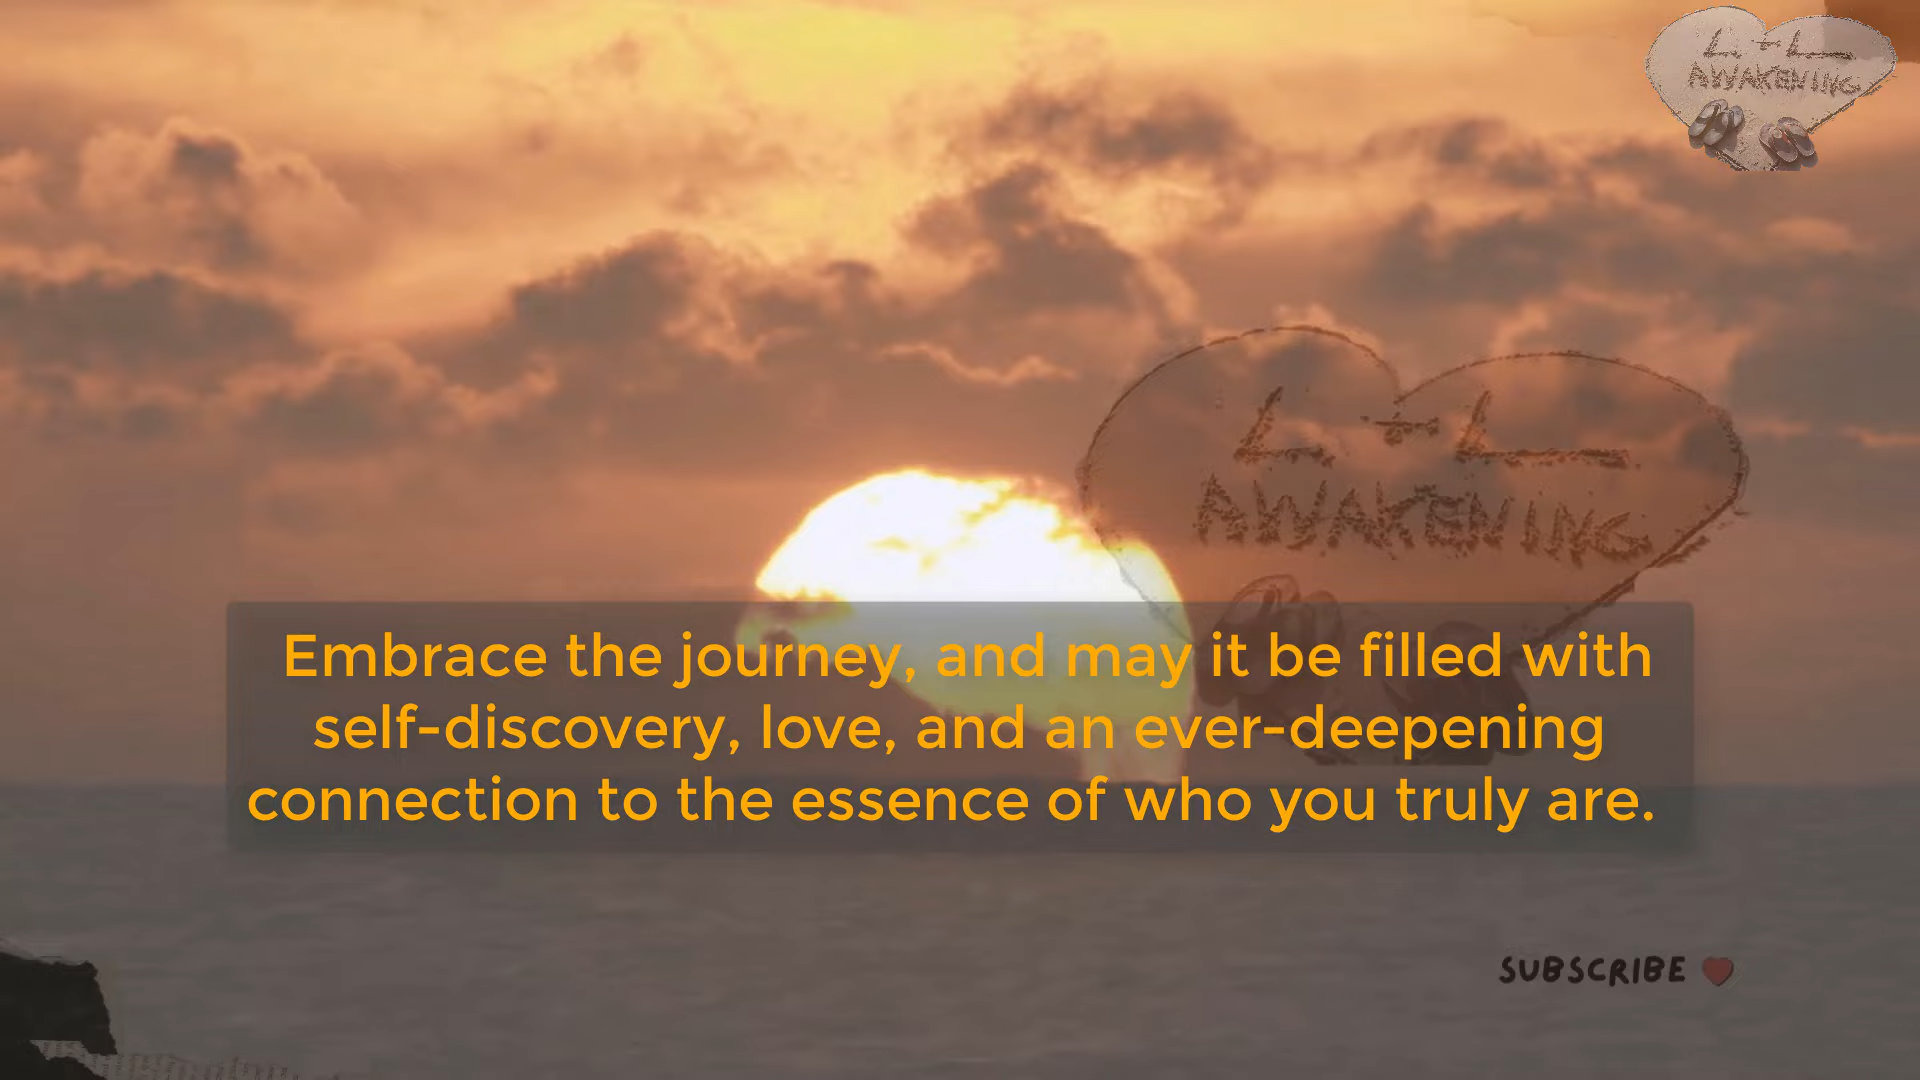 L + L
AWAKENING
L + L
AWAKENING
Embrace the journey, and may it be filled with
self-discovery, love, and an ever-deepening
connection to the essence of who you truly are.
SUBSCRIBE